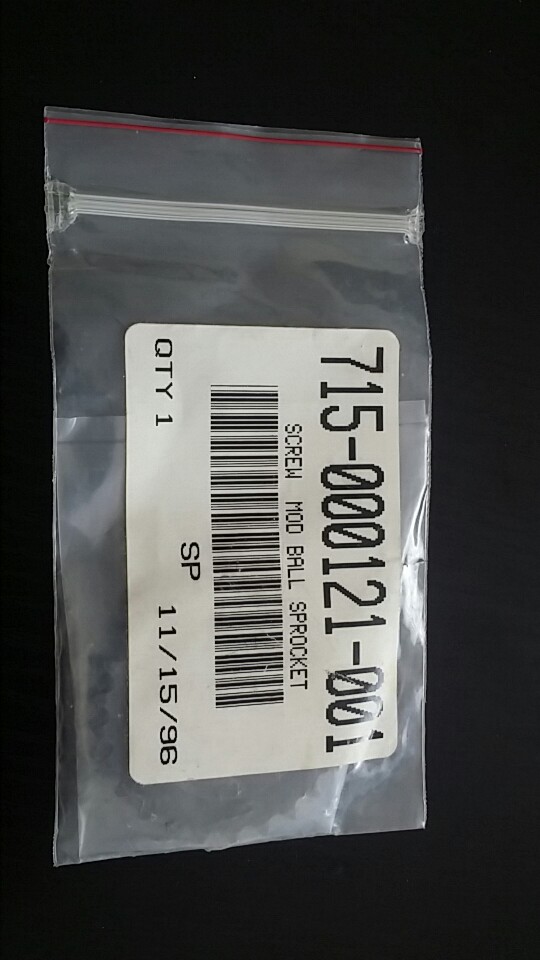 715-000121-001
SCREW MOD BALL SPROCKET
SP
QTY 1 11/15/96